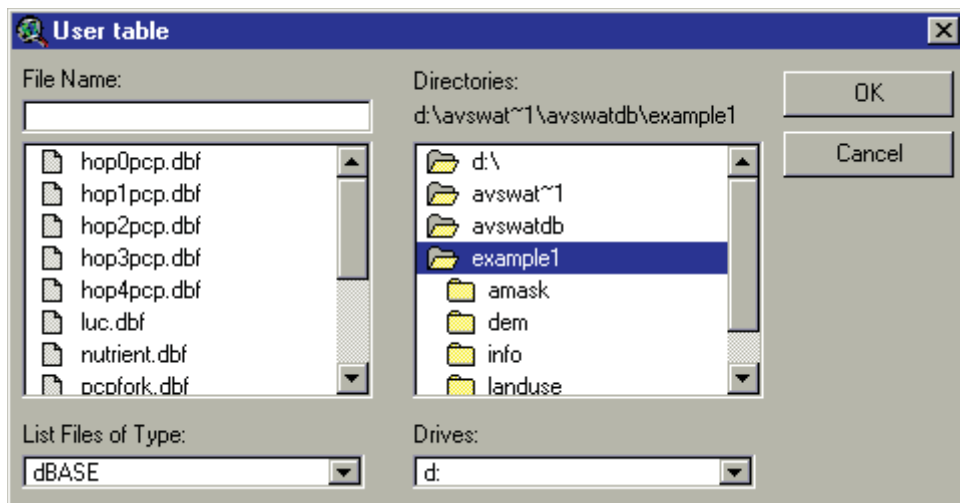 User table
File Name:
hop0pcp.dbf
hop1pcp.dbf
hop2pcp.dbf
hop3pcp.dbf
hop4pcp.dbf
luc.dbf
nutrient.dbf
pcpfork.dbf
List Files of Type:
dBASE
Directories:
d:\avswat~1\avswatdb\example1
d:\
avswat~1
avswatdb
example1
amask
dem
info
landuse
Drives:
d:
OK
Cancel